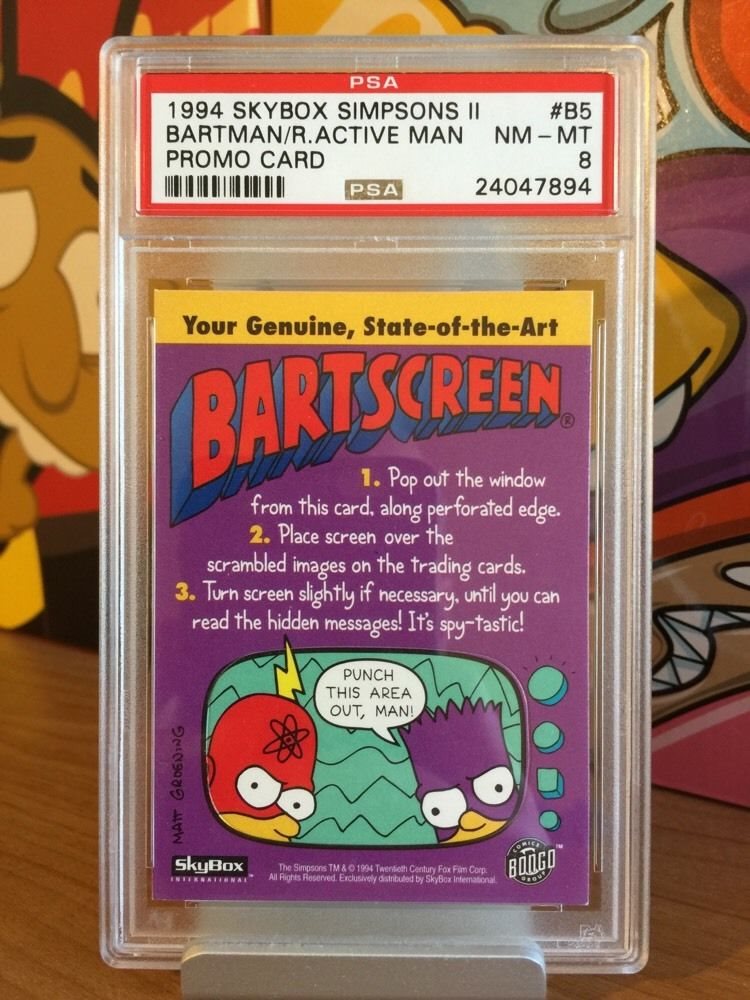 PSA
1994 SKYBOX SIMPSONS II #B5
BARTMAN/R.ACTIVE MAN NM - MT
PROMO CARD 8
PSA 24047894
Your Genuine, State-of-the-Art
BARTSCREEN®
1. Pop out the window
from this card, along perforated edge.
2. Place screen over the
scrambled images on the trading cards.
3. Turn screen slightly if necessary, until you can
read the hidden messages! It's spy-tastic!
PUNCH
THIS AREA
OUT, MAN!
MATT GROENING
SkyBox
INTERNATIONAL™
The Simpsons TM & © 1994 Twentieth Century Fox Film Corp.
All Rights Reserved. Exclusively distributed by SkyBox International.
COMICS
BONGO™
GROUP